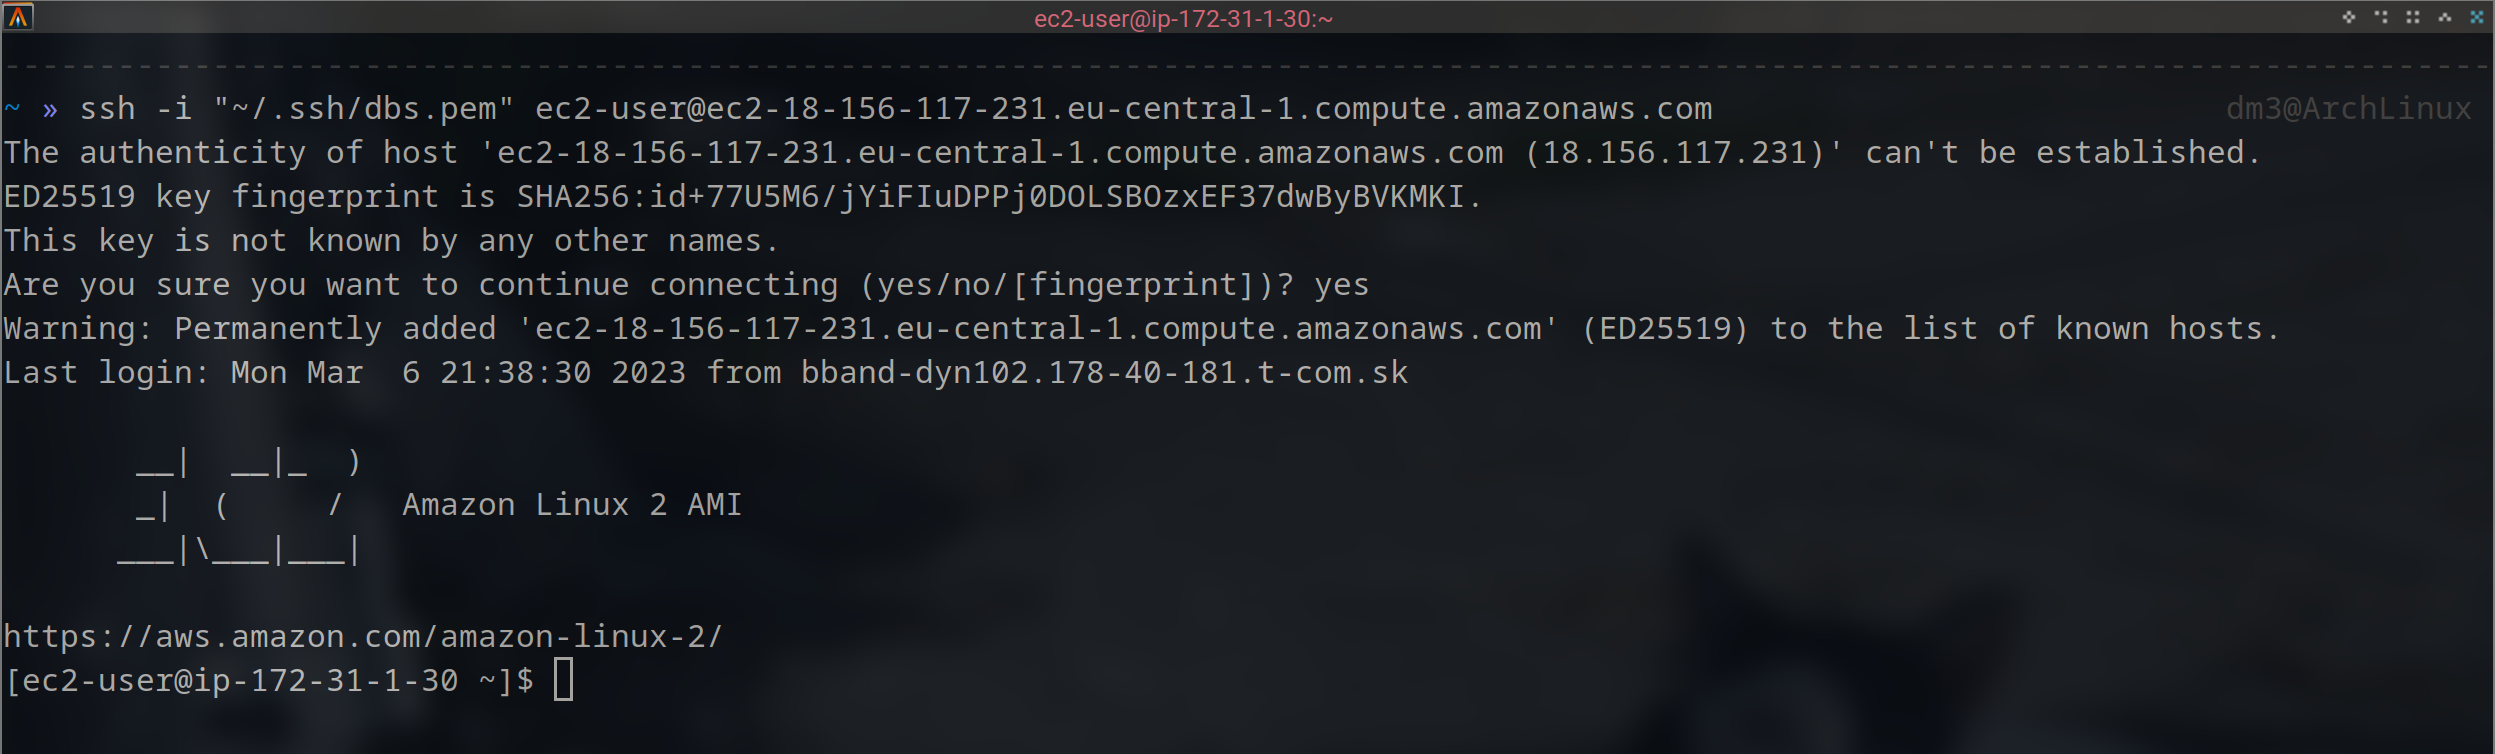 ec2-user@ip-172-31-1-30:~
~ » ssh -i "~/.ssh/dbs.pem" ec2-user@ec2-18-156-117-231.eu-central-1.compute.amazonaws.com dm3@ArchLinux
The authenticity of host 'ec2-18-156-117-231.eu-central-1.compute.amazonaws.com (18.156.117.231)' can't be established.
ED25519 key fingerprint is SHA256:id+77U5M6/jYiFIuDPPj0DOLSBOzxEF37dwByBVKMKI.
This key is not known by any other names.
Are you sure you want to continue connecting (yes/no/[fingerprint])? yes
Warning: Permanently added 'ec2-18-156-117-231.eu-central-1.compute.amazonaws.com' (ED25519) to the list of known hosts.
Last login: Mon Mar  6 21:38:30 2023 from bband-dyn102.178-40-181.t-com.sk
       __|  __|_  )
       _|  (     /   Amazon Linux 2 AMI
      ___|\___|___|
https://aws.amazon.com/amazon-linux-2/
[ec2-user@ip-172-31-1-30 ~]$